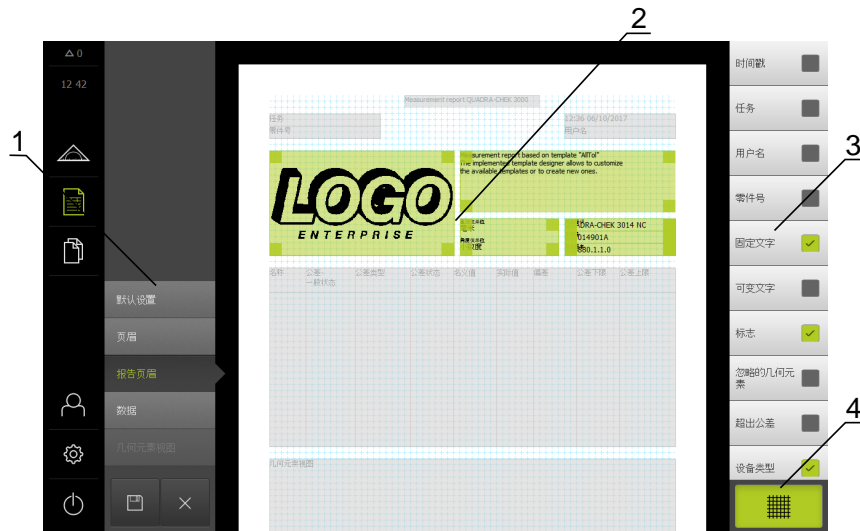 2
△ 0
12 42
1
默认设置
页眉
报告页眉
数据
几何元素视图
Measurement report QUADRA-CHEK 3000
任务
零件号
12:36 06/10/2017
用户名
LOGO
ENTERPRISE
surement report based on template "AllTol"
The implemented template designer allows to customize
the available templates or to create new ones.
DRA-CHEK 3014 NC
014901A
880.1.1.0
名称 公差- 公差类型 公差状态 名义值 实际值 偏差 公差下限 公差上限
一般状态
几何元素视图
时间戳
任务
用户名
3
零件号
固定文字
可变文字
标志
忽略的几何元
素
4
超出公差
设备类型